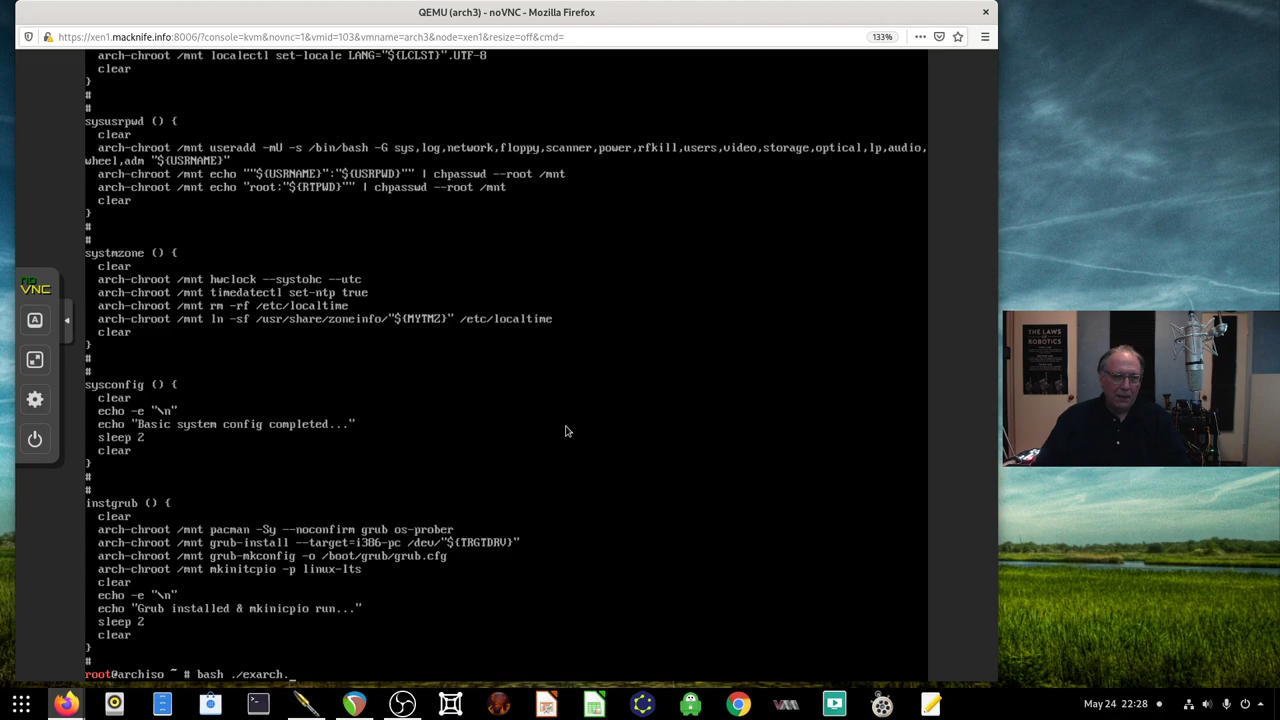 QEMU (arch3) - noVNC - Mozilla Firefox
https://xen1.macknife.info:8006/?console=kvm&novnc=1&vmid=103&vmname=arch3&node=xen1&resize=off&cmd=
133%
arch-chroot /mnt localectl set-locale LANG="${LCLST}".UTF-8
clear
}
#
#
sysusrpwd () {
clear
arch-chroot /mnt useradd -mU -s /bin/bash -G sys,log,network,floppy,scanner,power,rfkill,users,video,storage,optical,lp,audio,
wheel,adm "${USRNAME}"
arch-chroot /mnt echo ""${USRNAME}":"${USRPWD}"" | chpasswd --root /mnt
arch-chroot /mnt echo "root:"${RTPWD}"" | chpasswd --root /mnt
clear
}
#
#
systmzone () {
clear
arch-chroot /mnt hwclock --systohc --utc
arch-chroot /mnt timedatectl set-ntp true
arch-chroot /mnt rm -rf /etc/localtime
arch-chroot /mnt ln -sf /usr/share/zoneinfo/"${MYTMZ}" /etc/localtime
clear
}
#
#
sysconfig () {
clear
echo -e "\n"
echo "Basic system config completed..."
sleep 2
clear
}
#
#
instgrub () {
clear
arch-chroot /mnt pacman -Sy --noconfirm grub os-prober
arch-chroot /mnt grub-install --target=i386-pc /dev/"${TRGTDRV}"
arch-chroot /mnt grub-mkconfig -o /boot/grub/grub.cfg
arch-chroot /mnt mkinitcpio -p linux-lts
clear
echo -e "\n"
echo "Grub installed & mkinicpio run..."
sleep 2
clear
}
#
root@archiso ~ # bash ./exarch._
no
VNC
A
THE LAWS
OF
ROBOTICS
May 24 22:28